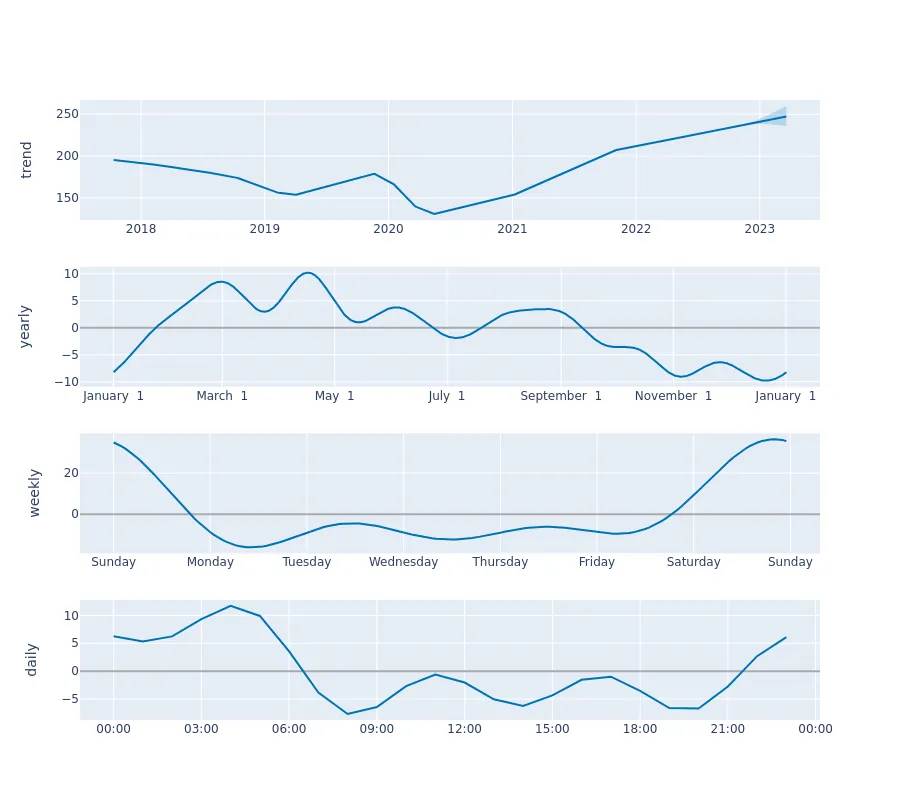 trend
250
200
150
2018 2019 2020 2021 2022 2023
yearly
10
5
0
−5
−10
January 1 March 1 May 1 July 1 September 1 November 1 January 1
weekly
20
0
Sunday Monday Tuesday Wednesday Thursday Friday Saturday Sunday
daily
10
5
0
−5
00:00 03:00 06:00 09:00 12:00 15:00 18:00 21:00 00:00